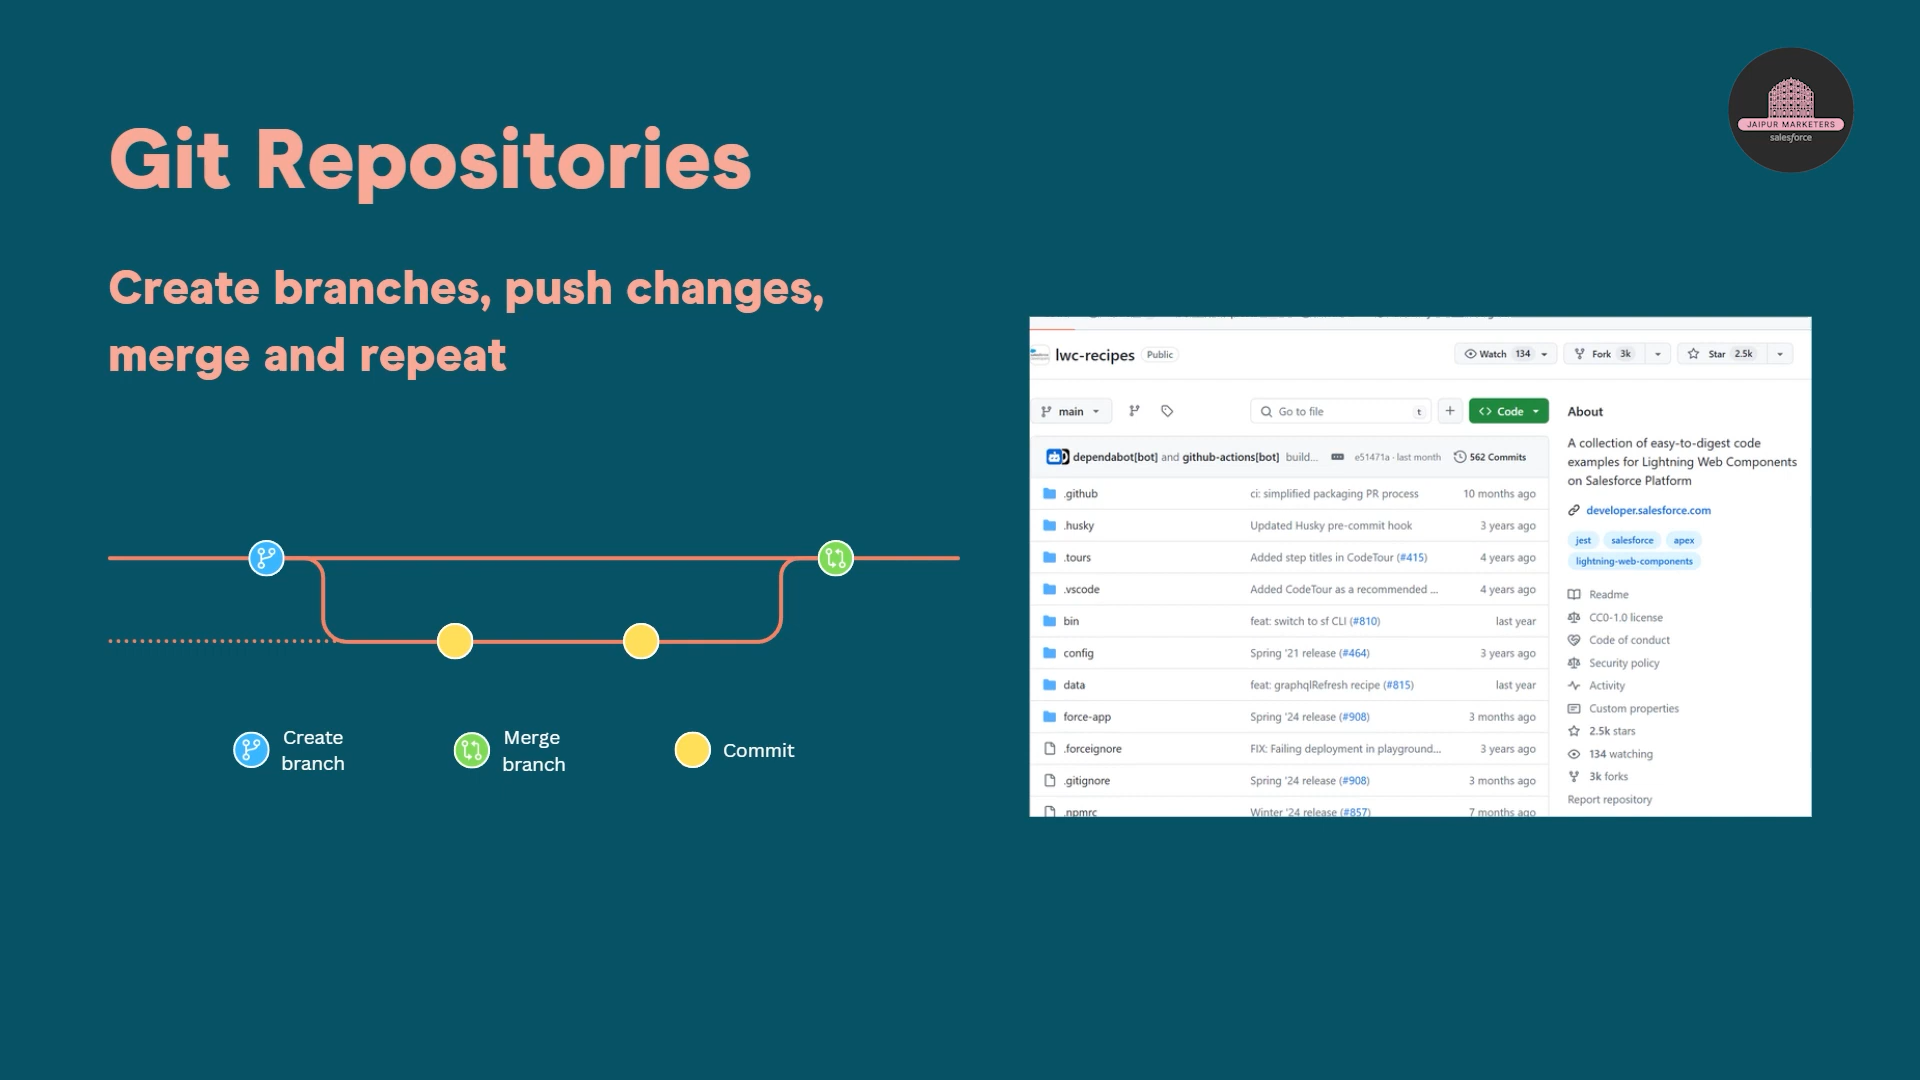 JAIPUR MARKETERS
salesforce
Git Repositories
Create branches, push changes,
merge and repeat
Create
branch
Merge
branch
Commit
lwc-recipes Public
Watch 134
Fork 3k
Star 2.5k
main
Go to file t
Code
dependabot[bot] and github-actions[bot] build... e51471a · last month 562 Commits
.github ci: simplified packaging PR process 10 months ago
.husky Updated Husky pre-commit hook 3 years ago
.tours Added step titles in CodeTour (#415) 4 years ago
.vscode Added CodeTour as a recommended ... 4 years ago
bin feat: switch to sf CLI (#810) last year
config Spring '21 release (#464) 3 years ago
data feat: graphqlRefresh recipe (#815) last year
force-app Spring '24 release (#908) 3 months ago
.forceignore FIX: Failing deployment in playground... 3 years ago
.gitignore Spring '24 release (#908) 3 months ago
.npmrc Winter '24 release (#857) 7 months ago
About
A collection of easy-to-digest code
examples for Lightning Web Components
on Salesforce Platform
developer.salesforce.com
jest salesforce apex
lightning-web-components
Readme
CC0-1.0 license
Code of conduct
Security policy
Activity
Custom properties
2.5k stars
134 watching
3k forks
Report repository